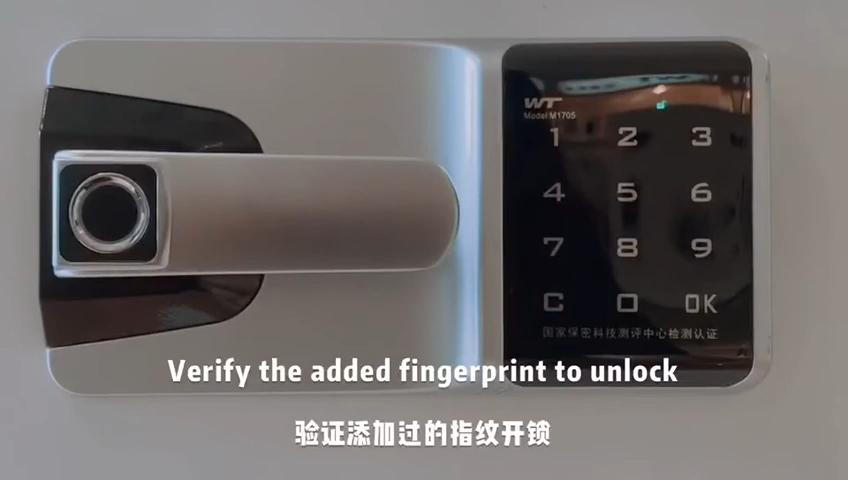 WT
Model:M1705
1 2 3
4 5 6
7 8 9
C 0 OK
国家保密科技测评中心检测认证
Verify the added fingerprint to unlock
验证添加过的指纹开锁